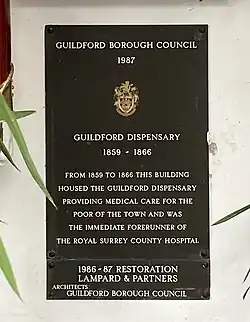 GUILDFORD BOROUGH COUNCIL
1987
GUILDFORD DISPENSARY
1859 - 1866
FROM 1859 TO 1866 THIS BUILDING
HOUSED THE GUILDFORD DISPENSARY
PROVIDING MEDICAL CARE FOR THE
POOR OF THE TOWN AND WAS
THE IMMEDIATE FORERUNNER OF
THE ROYAL SURREY COUNTY HOSPITAL
1986-87 RESTORATION
LAMPARD & PARTNERS
ARCHITECTS
GUILDFORD BOROUGH COUNCIL